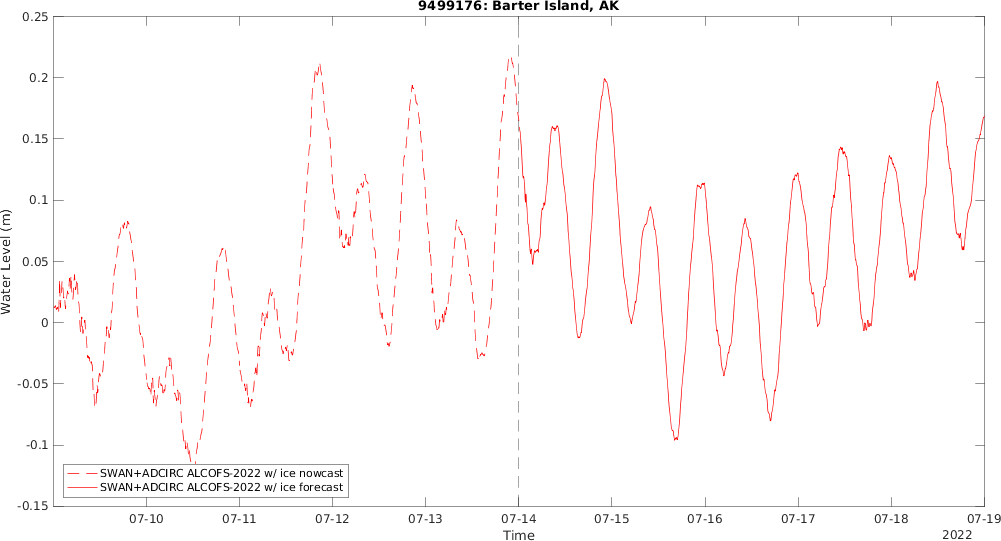 9499176: Barter Island, AK
0.25
0.2
0.15
0.1
0.05
0
-0.05
-0.1
-0.15
Water Level (m)
SWAN+ADCIRC ALCOFS-2022 w/ ice nowcast
SWAN+ADCIRC ALCOFS-2022 w/ ice forecast
07-10 07-11 07-12 07-13 07-14 07-15 07-16 07-17 07-18 07-19
Time
2022